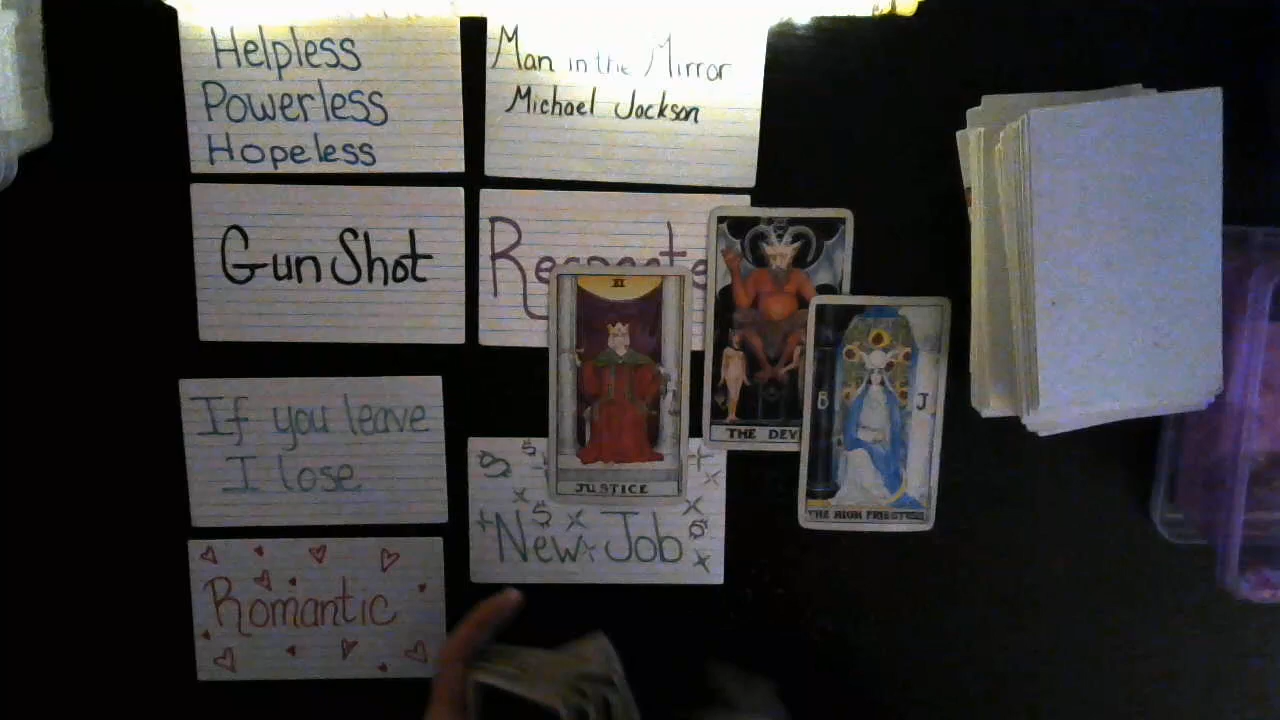 Helpless
Powerless
Hopeless
Man in the Mirror
Michael Jackson
Gun Shot
If you leave
I lose
Romantic
XI
JUSTICE
$ $
$ $
New Job
THE DEV
B J
THE HIGH PRIESTESS